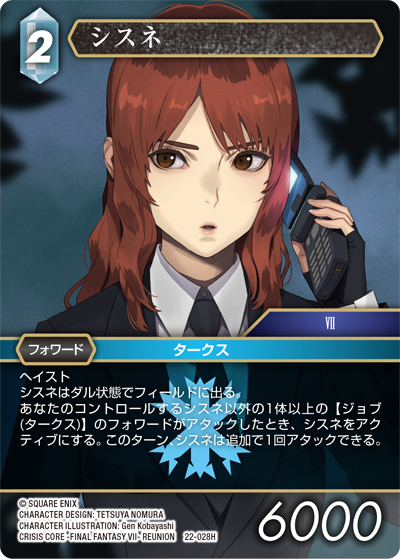 2
シスネ
VII
フォワード
タークス
ヘイスト
シスネはダル状態でフィールドに出る。
あなたのコントロールするシスネ以外の1体以上の【ジョブ
(タークス)】のフォワードがアタックしたとき、シスネをアク
ティブにする。このターン、シスネは追加で1回アタックできる。
© SQUARE ENIX
CHARACTER DESIGN: TETSUYA NOMURA
CHARACTER ILLUSTRATION: Gen Kobayashi
CRISIS CORE -FINAL FANTASY VII- REUNION
22-028H
6000